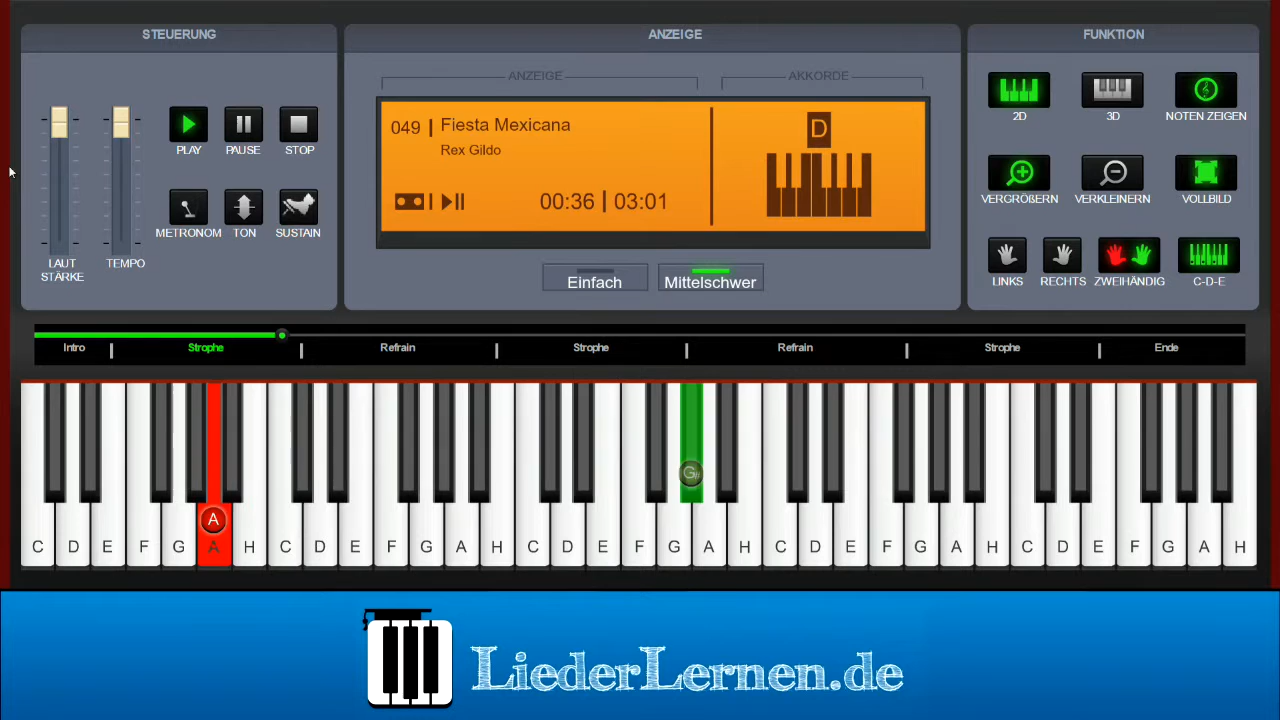 STEUERUNG
ANZEIGE
FUNKTION
PLAY
PAUSE
STOP
METRONOM
TON
SUSTAIN
LAUT
STÄRKE
TEMPO
ANZEIGE
AKKORDE
049 | Fiesta Mexicana
Rex Gildo
00:36 | 03:01
D
Einfach
Mittelschwer
2D
3D
NOTEN ZEIGEN
VERGRÖßERN
VERKLEINERN
VOLLBILD
LINKS
RECHTS
ZWEIHÄNDIG
C-D-E
Intro | Strophe | Refrain | Strophe | Refrain | Strophe | Ende
G#
A
C D E F G A H C D E F G A H C D E F G A H C D E F G A H C D E F G A H
LiederLernen.de